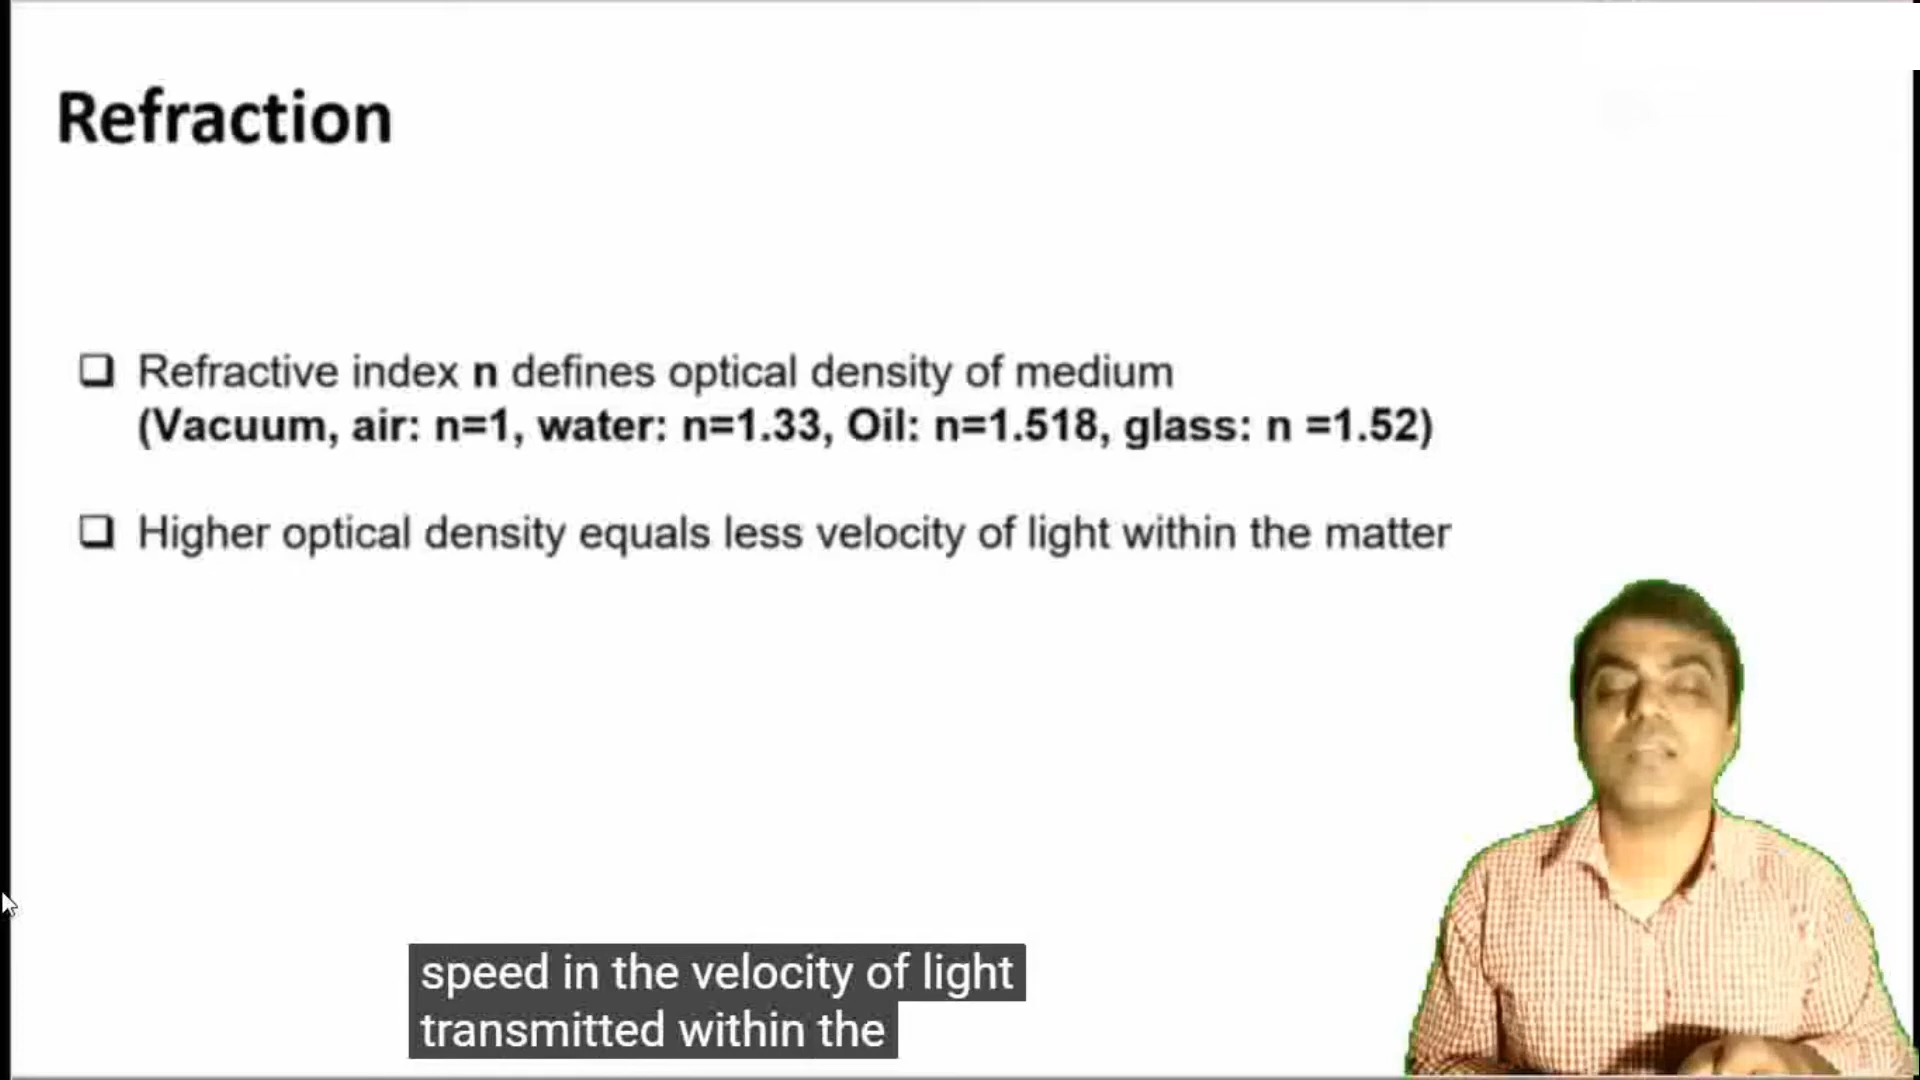 Refraction
❑ Refractive index n defines optical density of medium
(Vacuum, air: n=1, water: n=1.33, Oil: n=1.518, glass: n =1.52)
❑ Higher optical density equals less velocity of light within the matter
speed in the velocity of light
transmitted within the